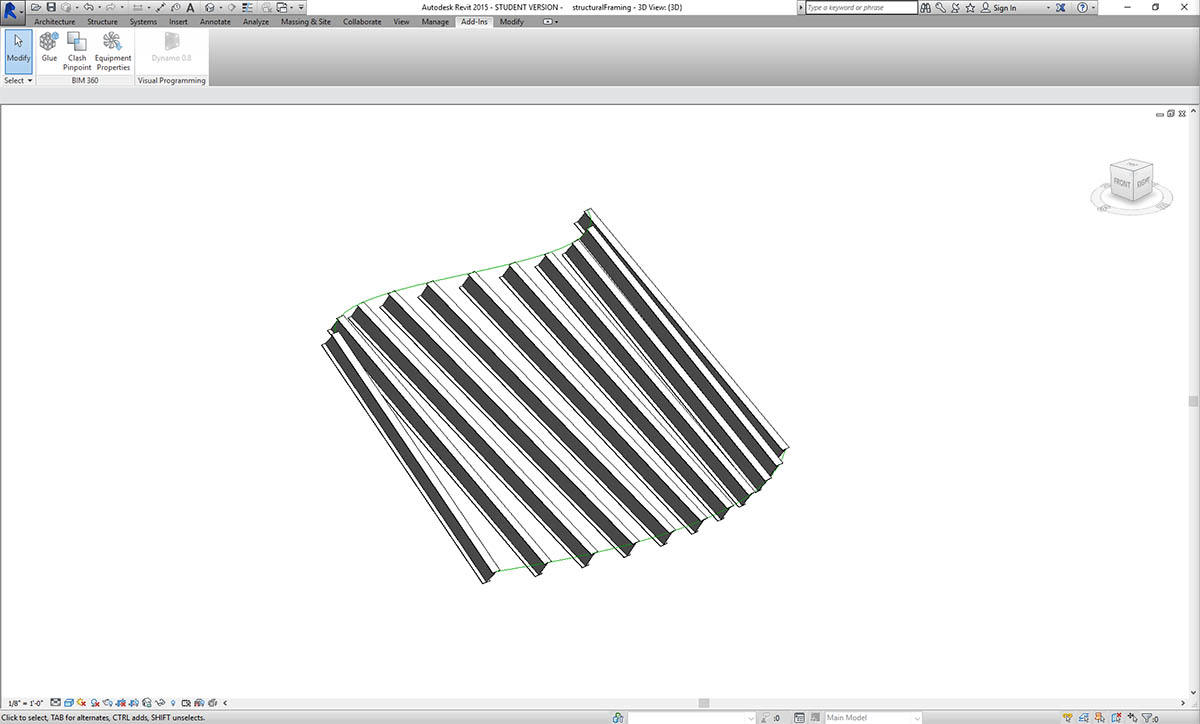 Autodesk Revit 2015 - STUDENT VERSION - structuralFraming - 3D View: {3D}
Type a keyword or phrase
Sign In
Architecture Structure Systems Insert Annotate Analyze Massing & Site Collaborate View Manage Add-Ins Modify
Modify Glue Clash Pinpoint Equipment Properties Dynamo 0.8
Select BIM 360 Visual Programming
FRONT RIGHT
1/8" = 1'-0"
Click to select, TAB for alternates, CTRL adds, SHIFT unselects.
:0 Main Model :0